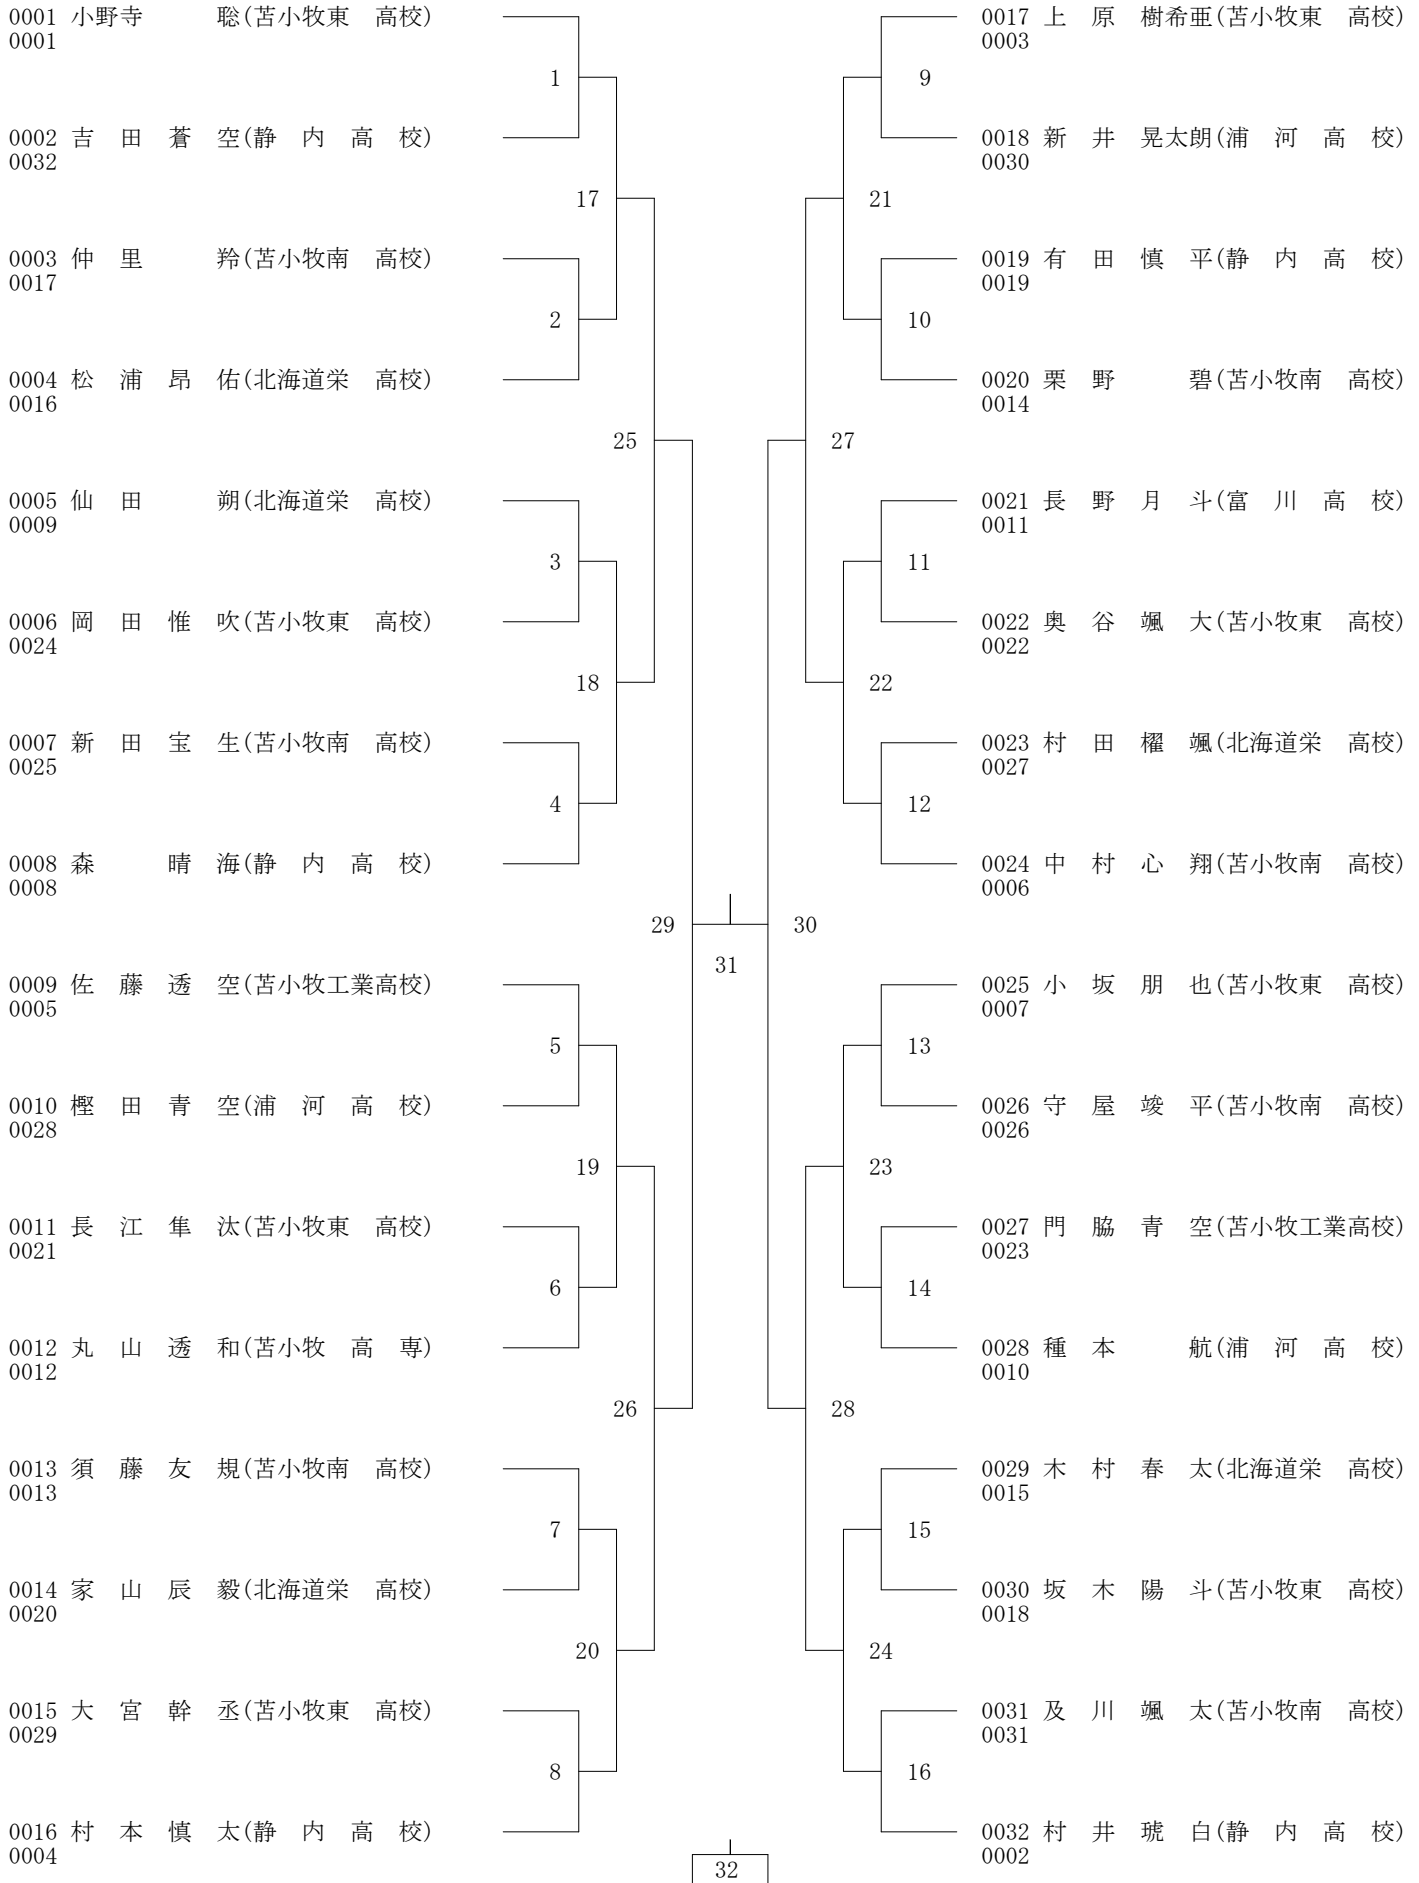 0001 小野寺　　　聡(苫小牧東　高校)
0001
1
0002 吉　田　蒼　空(静　内　高　校)
0032
17
0003 仲　里　　　羚(苫小牧南　高校)
0017
2
0004 松　浦　昂　佑(北海道栄　高校)
0016
25
0005 仙　田　　　朔(北海道栄　高校)
0009
3
0006 岡　田　惟　吹(苫小牧東　高校)
0024
18
0007 新　田　宝　生(苫小牧南　高校)
0025
4
0008 森　　　晴　海(静　内　高　校)
0008
29
0009 佐　藤　透　空(苫小牧工業高校)
0005
5
0010 樫　田　青　空(浦　河　高　校)
0028
19
0011 長　江　隼　汰(苫小牧東　高校)
0021
6
0012 丸　山　透　和(苫小牧　高　専)
0012
26
0013 須　藤　友　規(苫小牧南　高校)
0013
7
0014 家　山　辰　毅(北海道栄　高校)
0020
20
0015 大　宮　幹　丞(苫小牧東　高校)
0029
8
0016 村　本　慎　太(静　内　高　校)
0004
31
32
0017 上　原　樹希亜(苫小牧東　高校)
0003
9
0018 新　井　晃太朗(浦　河　高　校)
0030
21
0019 有　田　慎　平(静　内　高　校)
0019
10
0020 栗　野　　　碧(苫小牧南　高校)
0014
27
0021 長　野　月　斗(富　川　高　校)
0011
11
0022 奥　谷　颯　大(苫小牧東　高校)
0022
22
0023 村　田　櫂　颯(北海道栄　高校)
0027
12
0024 中　村　心　翔(苫小牧南　高校)
0006
30
0025 小　坂　朋　也(苫小牧東　高校)
0007
13
0026 守　屋　竣　平(苫小牧南　高校)
0026
23
0027 門　脇　青　空(苫小牧工業高校)
0023
14
0028 種　本　　　航(浦　河　高　校)
0010
28
0029 木　村　春　太(北海道栄　高校)
0015
15
0030 坂　木　陽　斗(苫小牧東　高校)
0018
24
0031 及　川　颯　太(苫小牧南　高校)
0031
16
0032 村　井　琥　白(静　内　高　校)
0002